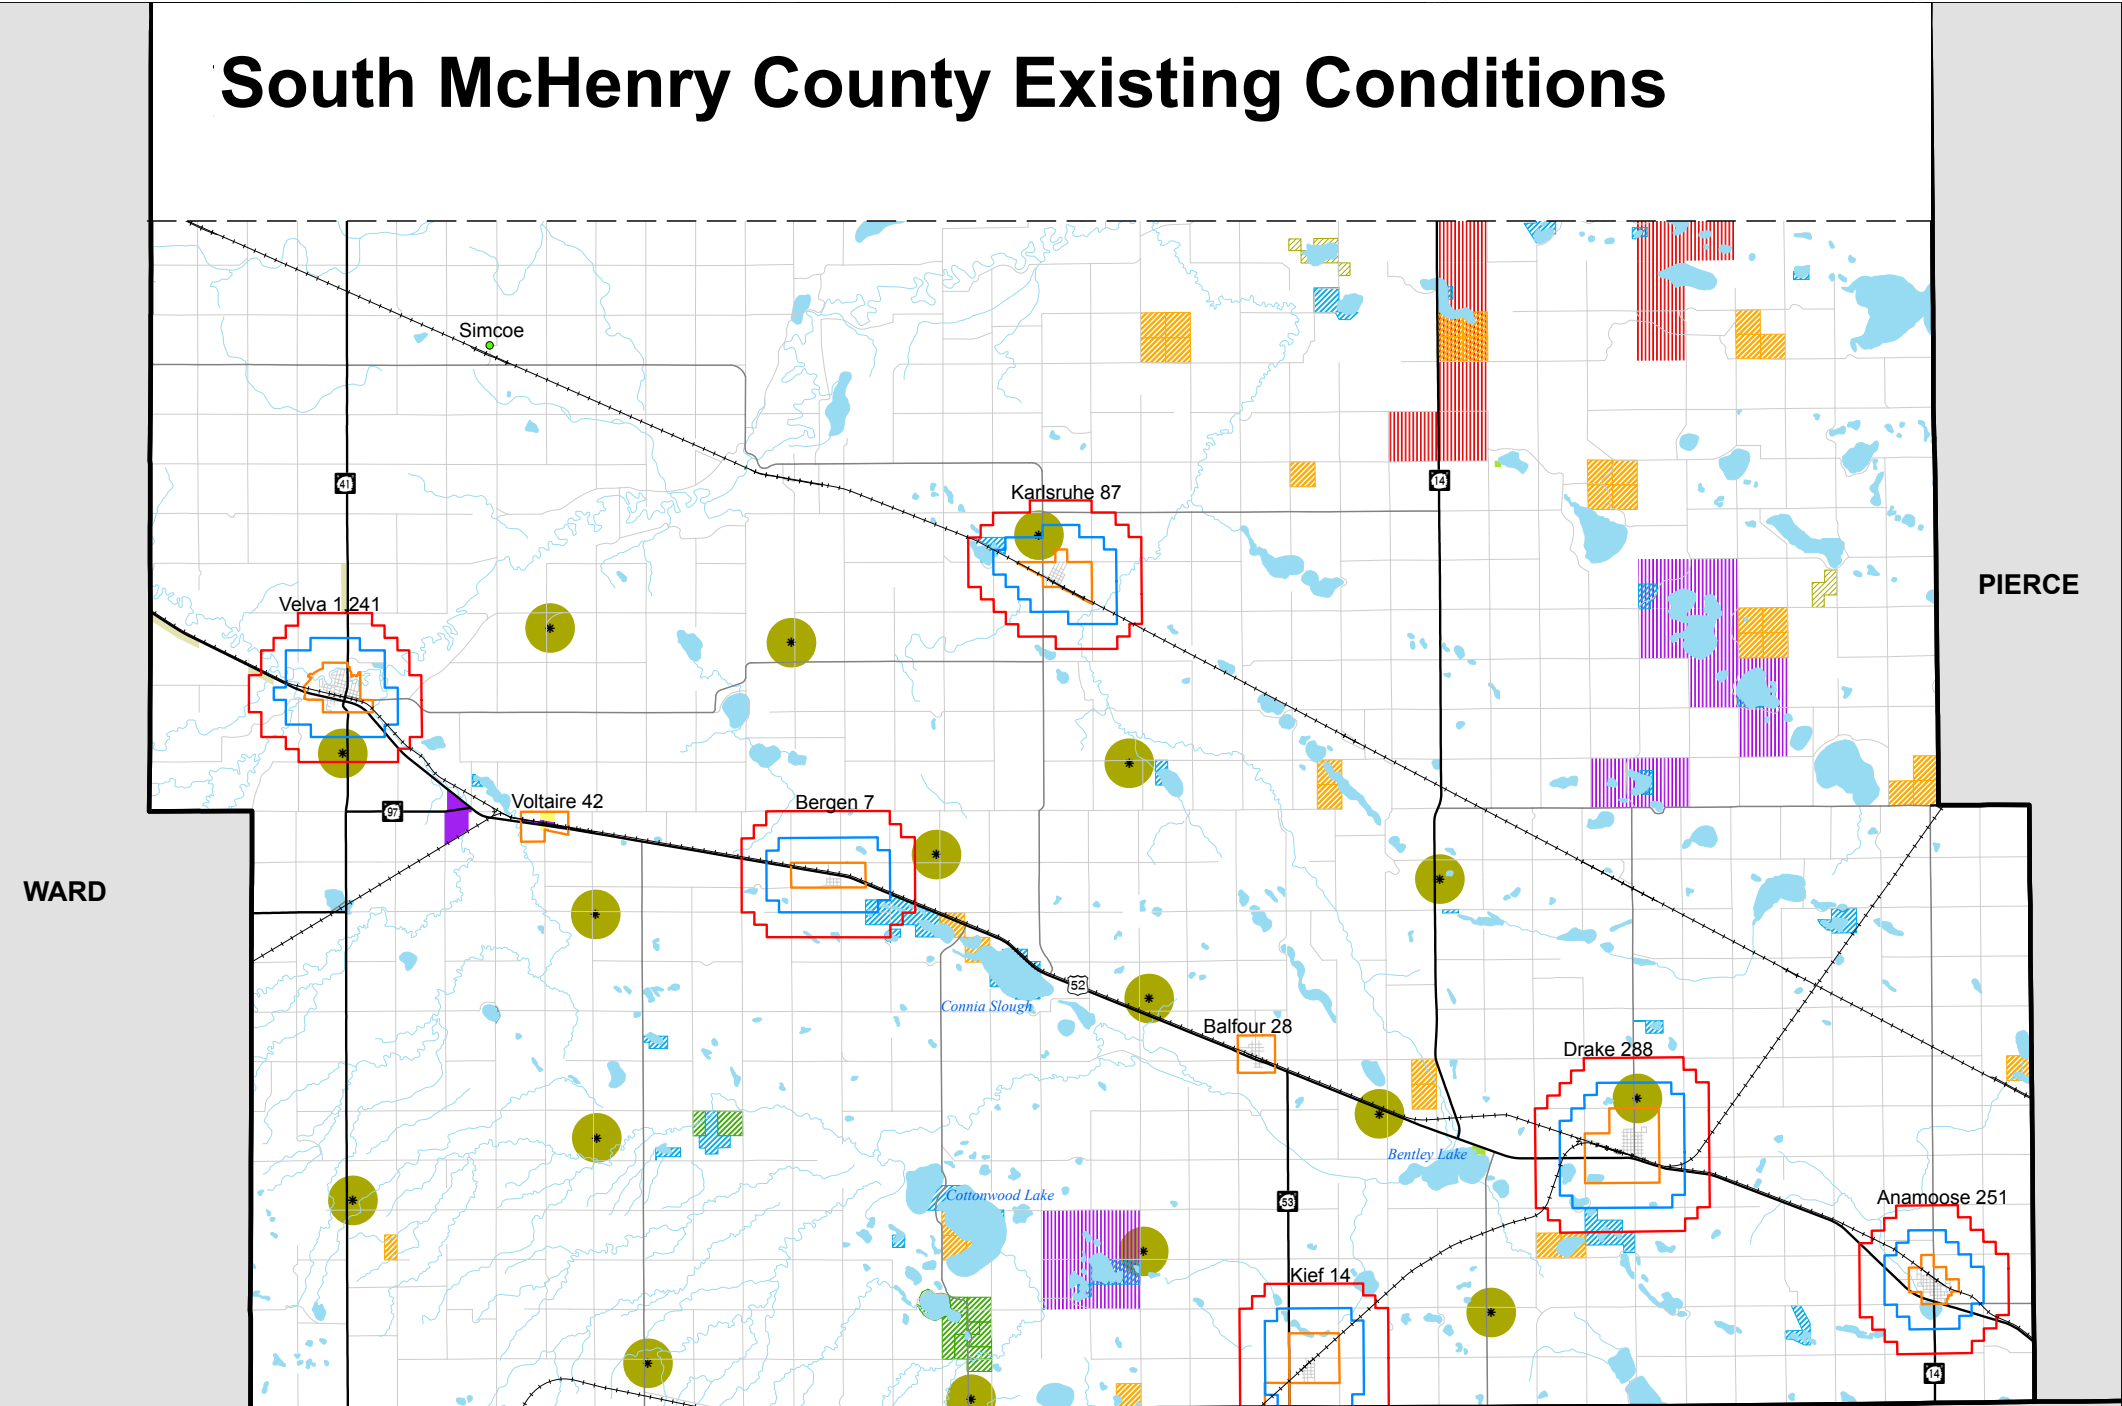 South McHenry County Existing Conditions
Simcoe
41
Karlsruhe 87
14
PIERCE
Velva 1,241
97
Voltaire 42
Bergen 7
WARD
52
Connia Slough
Balfour 28
Drake 288
Bentley Lake
Cottonwood Lake
53
Anamoose 251
Kief 14
14